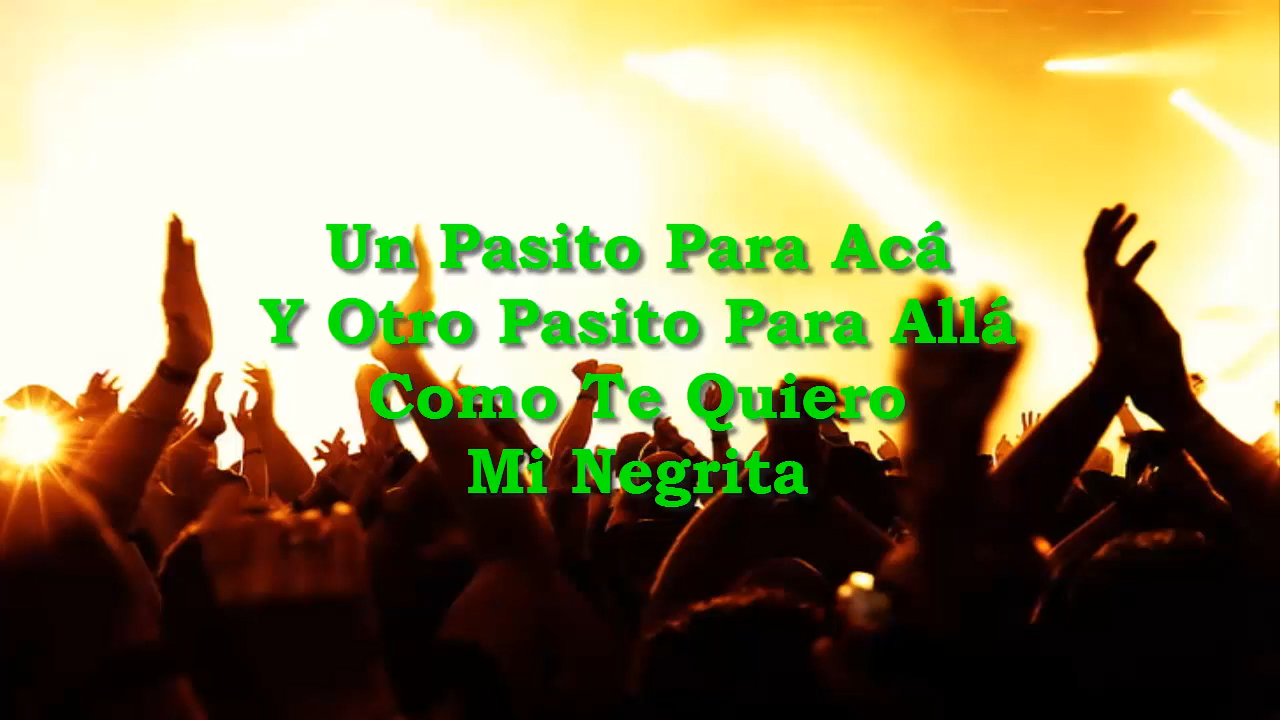 Un Pasito Para Acá
Y Otro Pasito Para Allá
Como Te Quiero
Mi Negrita